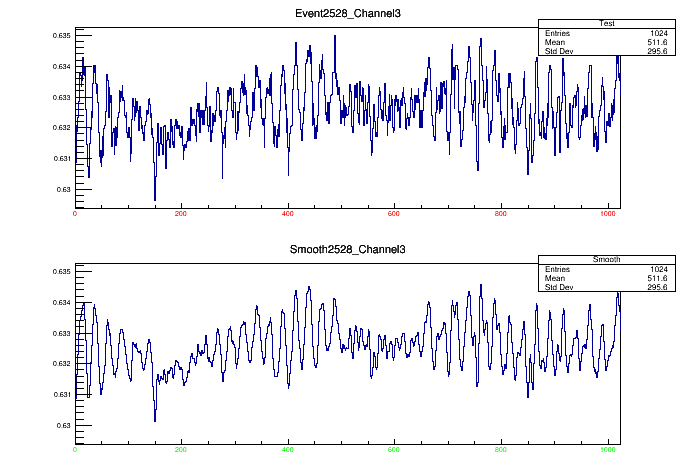 Event2528_Channel3
Test
Entries 1024
Mean 511.6
Std Dev 295.6
0.635
0.634
0.633
0.632
0.631
0.63
0 200 400 600 800 1000
Smooth2528_Channel3
Smooth
Entries 1024
Mean 511.6
Std Dev 295.6
0.635
0.634
0.633
0.632
0.631
0.63
0 200 400 600 800 1000